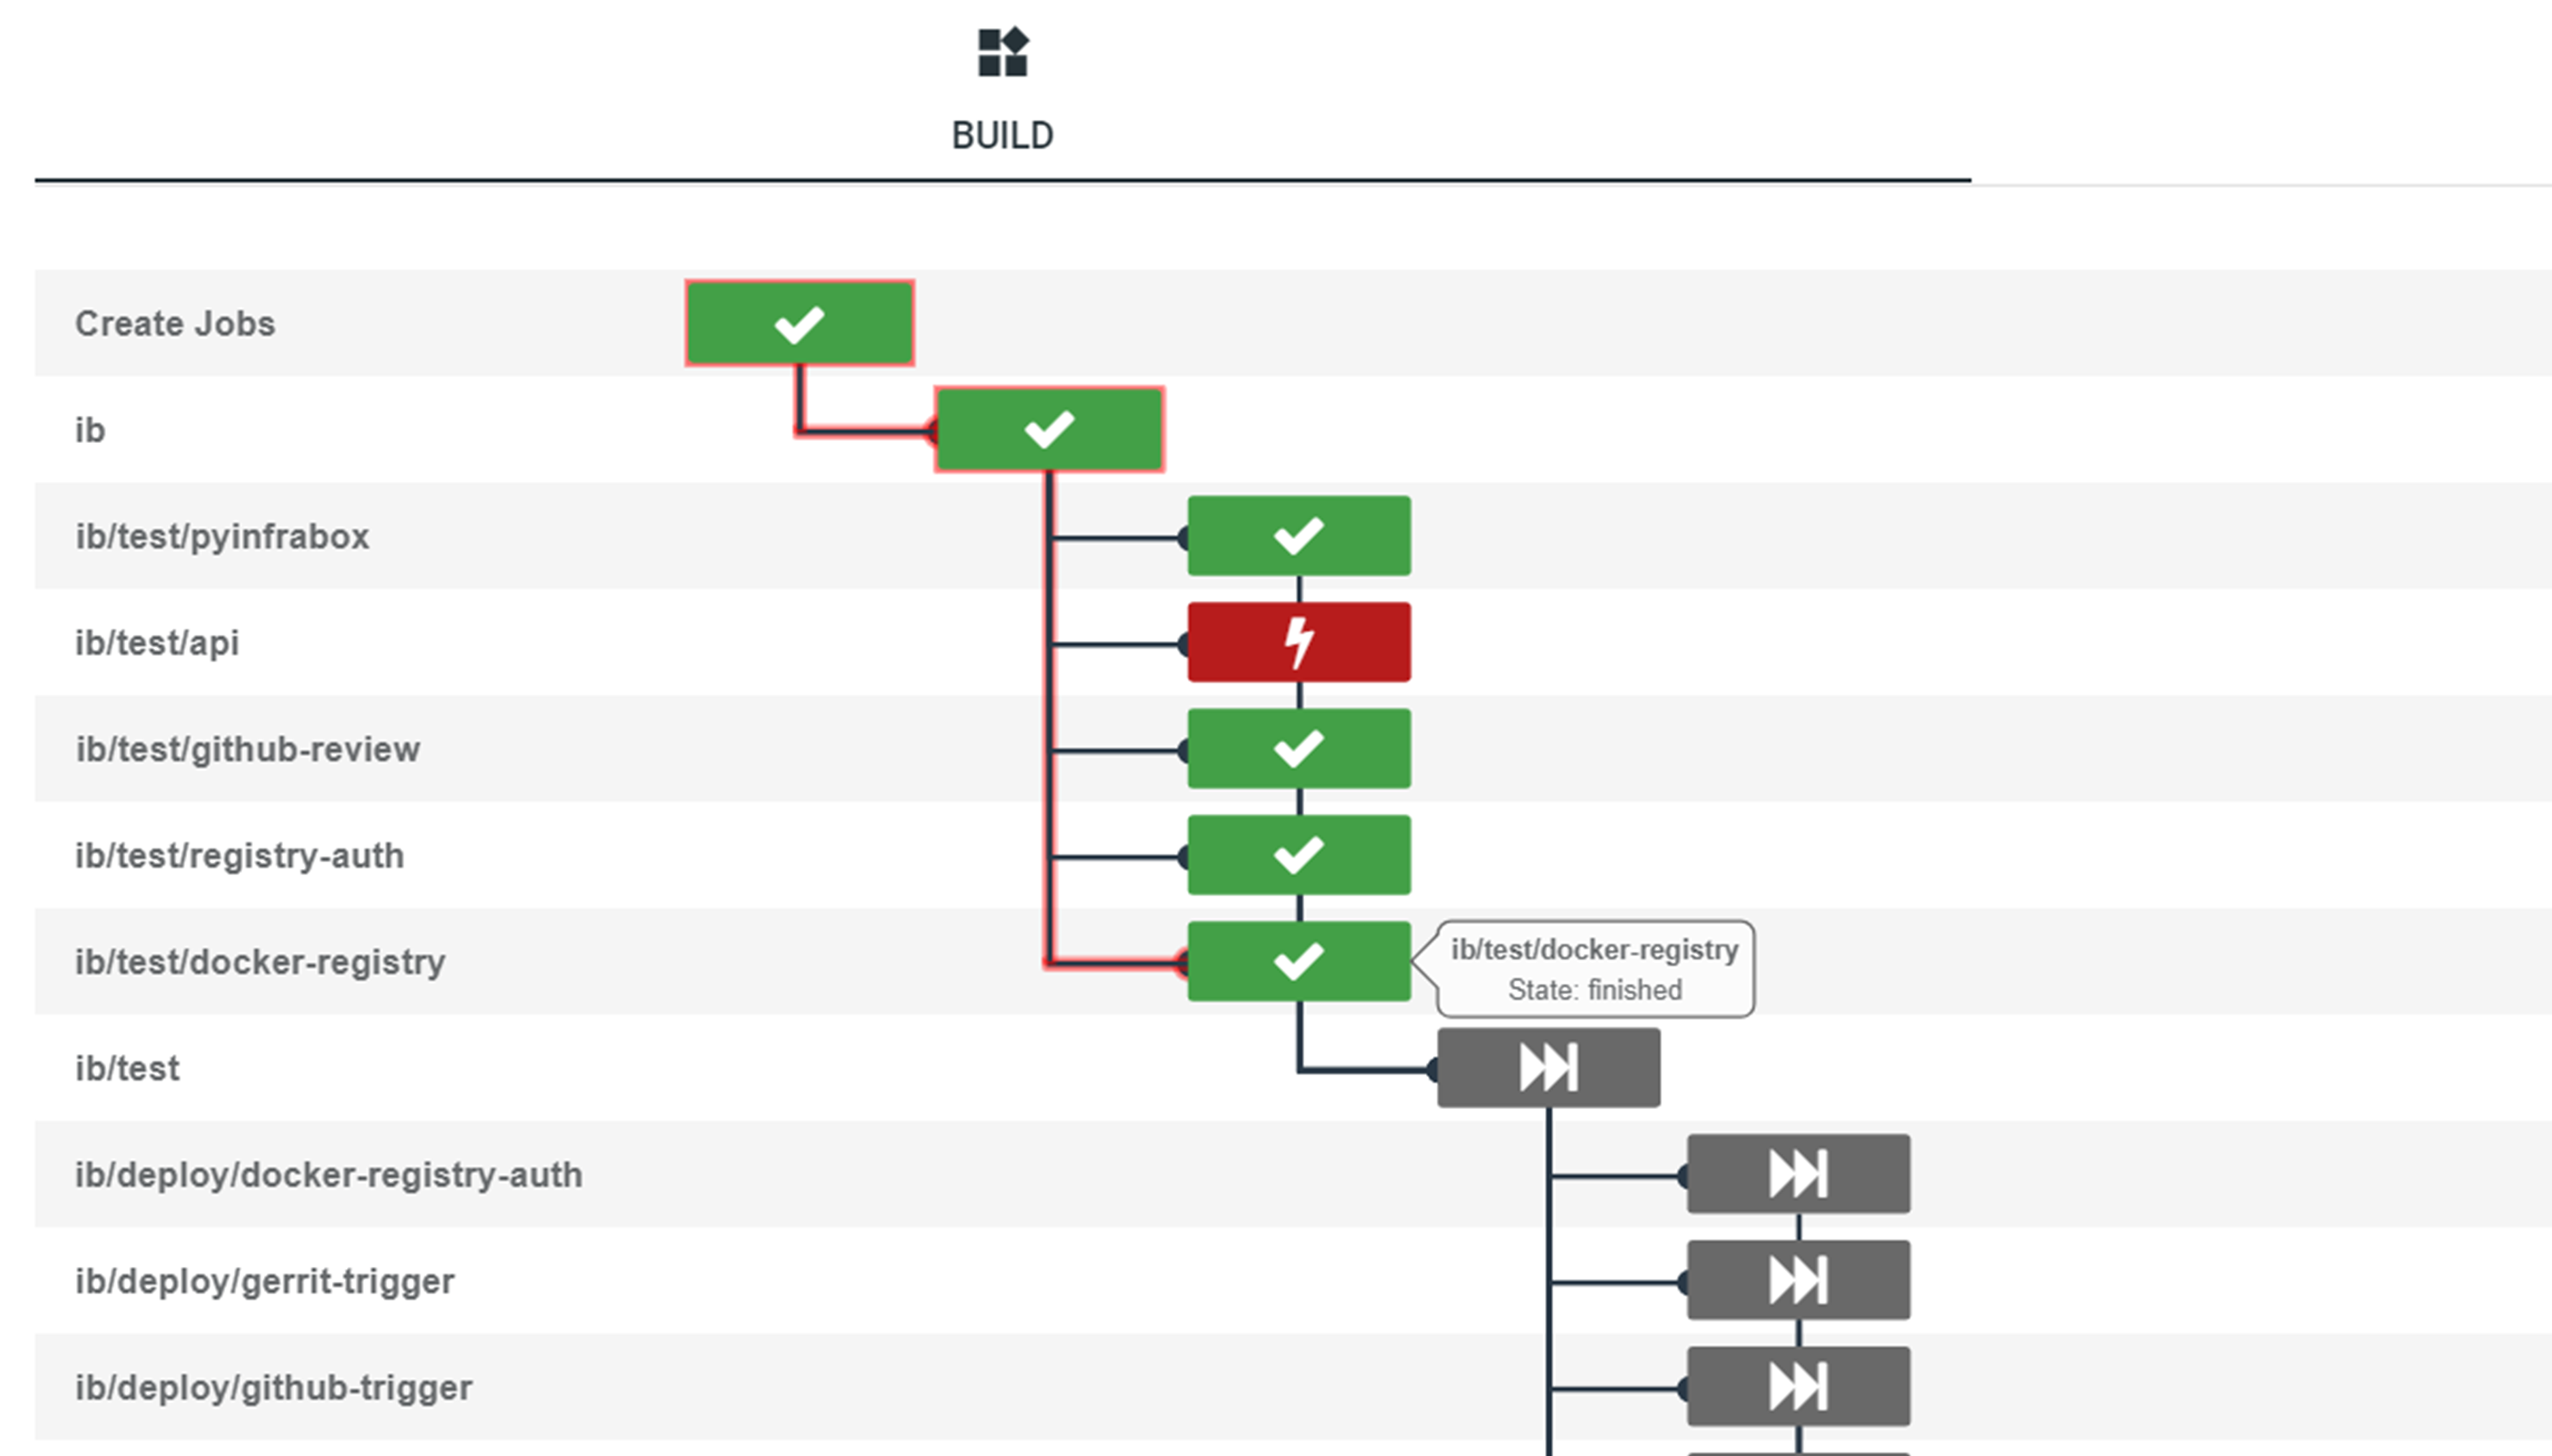 BUILD
Create Jobs
ib
ib/test/pyinfrabox
ib/test/api
ib/test/github-review
ib/test/registry-auth
ib/test/docker-registry
ib/test/docker-registry
State: finished
ib/test
ib/deploy/docker-registry-auth
ib/deploy/gerrit-trigger
ib/deploy/github-trigger